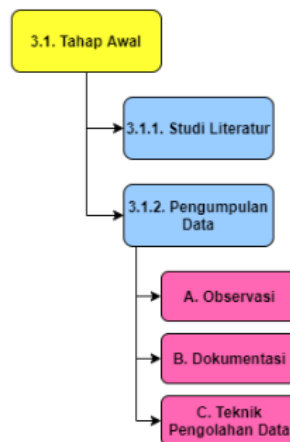 3.1. Tahap Awal
3.1.1. Studi Literatur
3.1.2. Pengumpulan
Data
A. Observasi
B. Dokumentasi
C. Teknik
Pengolahan Data